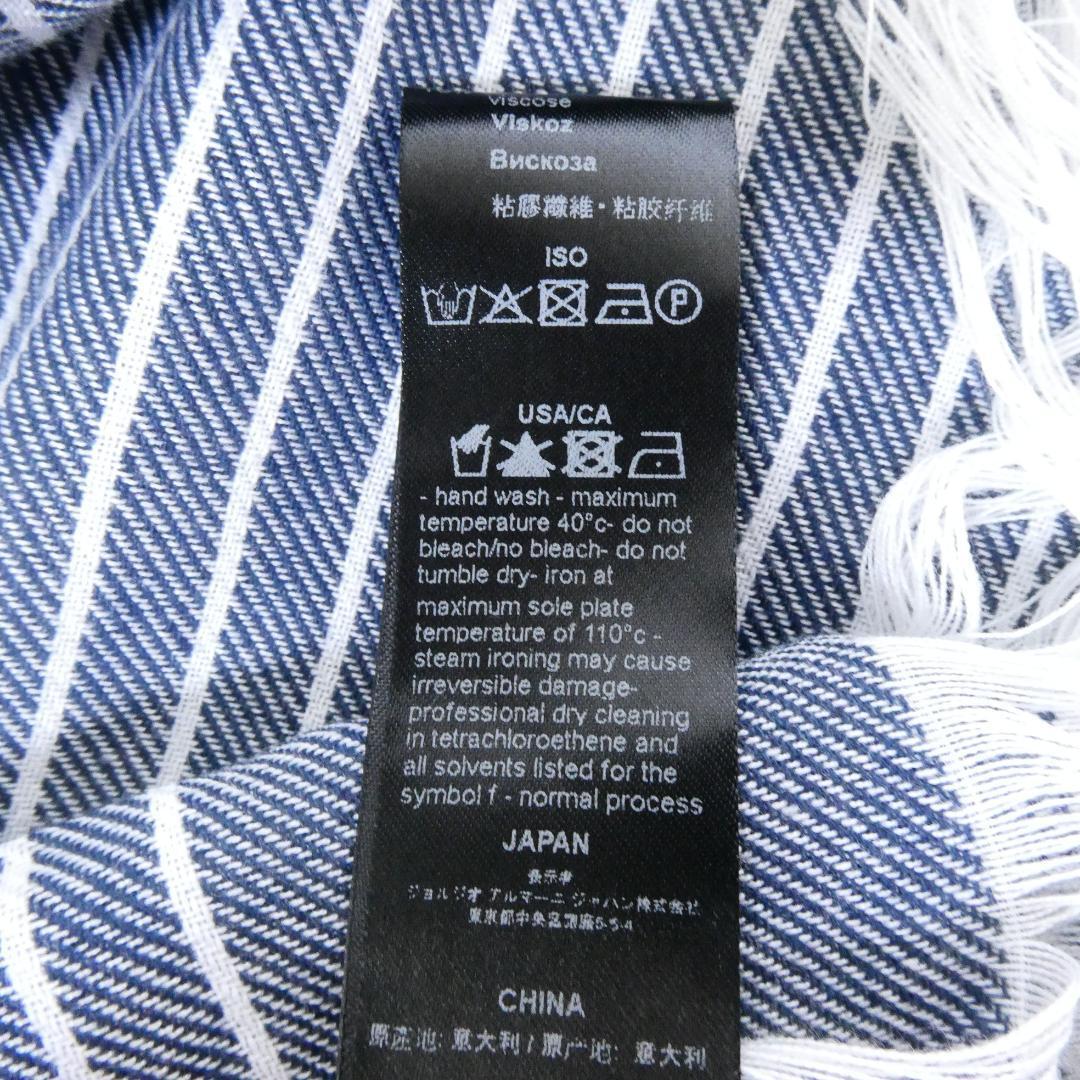 viscose
Viskoz
Вискоза
粘膠纖維・粘胶纤维
ISO
P
USA/CA
- hand wash - maximum
temperature 40°c- do not
bleach/no bleach- do not
tumble dry- iron at
maximum sole plate
temperature of 110°c -
steam ironing may cause
irreversible damage-
professional dry cleaning
in tetrachloroethene and
all solvents listed for the
symbol f - normal process
JAPAN
表示者
ジョルジオ アルマーニ ジャパン株式会社
東京都中央区銀座5-5-4
CHINA
原産地: 意大利 / 原产地: 意大利